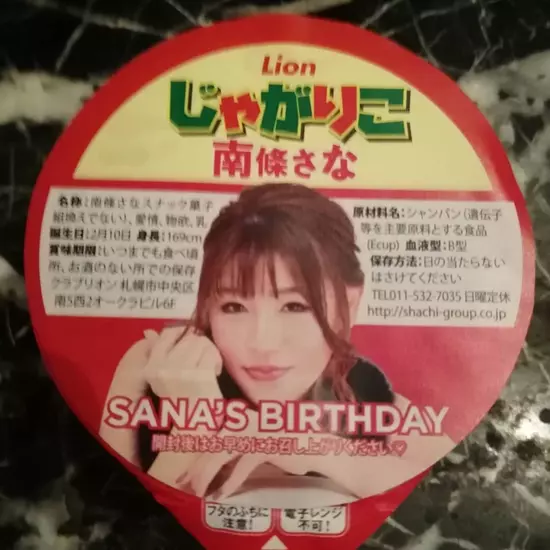 Lion
じゃがりこ
南條さな
名称:南條さなスナック菓子
組換えでない)、愛情、物欲、乳
誕生日:2月10日 身長:169cm
賞味期限:いつまでも食べ頃
所、お酒のない所での保存
クラブリオン 札幌市中央区
南5西2オークラビル6F
原材料名:シャンパン(遺伝子
等を主要原料とする食品
(Ecup) 血液型:B型
保存方法:日の当たらない
はさけてください
TEL011-532-7035 日曜定休
http://shachi-group.co.jp
SANA'S BIRTHDAY
開封後はお早めにお召し上がりください♡
フタのふちに
注意!
電子レンジ
不可!